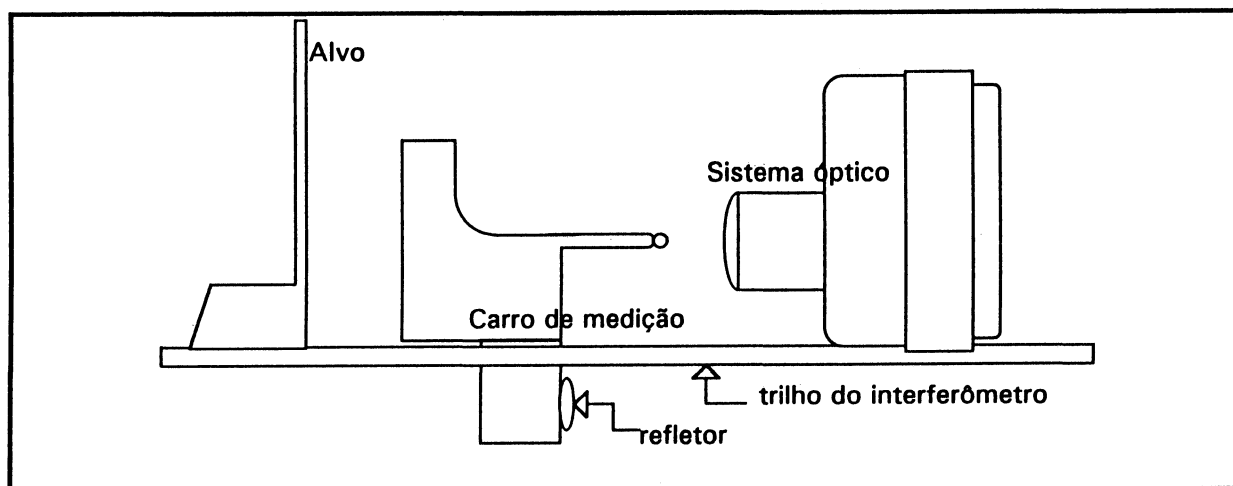 Alvo
Sistema óptico
Carro de medição
trilho do interferômetro
refletor